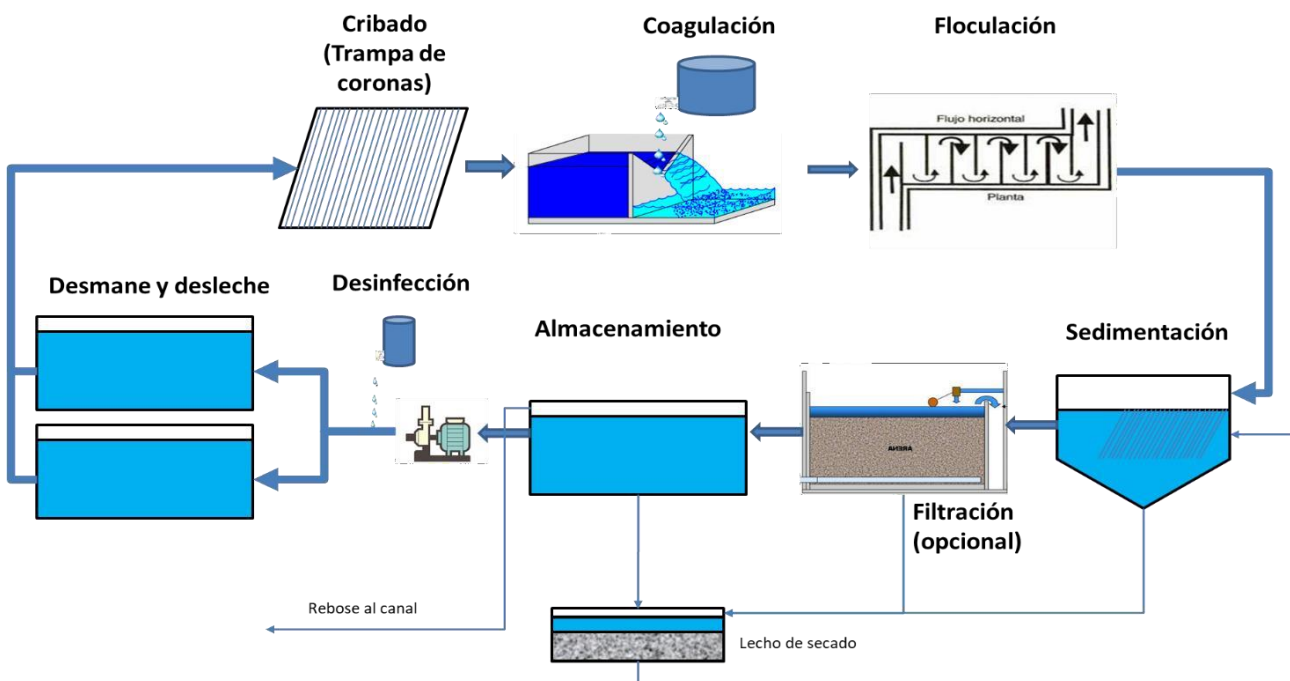 Cribado
(Trampa de
coronas)
Coagulación
Floculación
Flujo horizontal
Planta
Desmane y desleche
Desinfección
Almacenamiento
Sedimentación
ARENA
Filtración
(opcional)
Rebose al canal
Lecho de secado